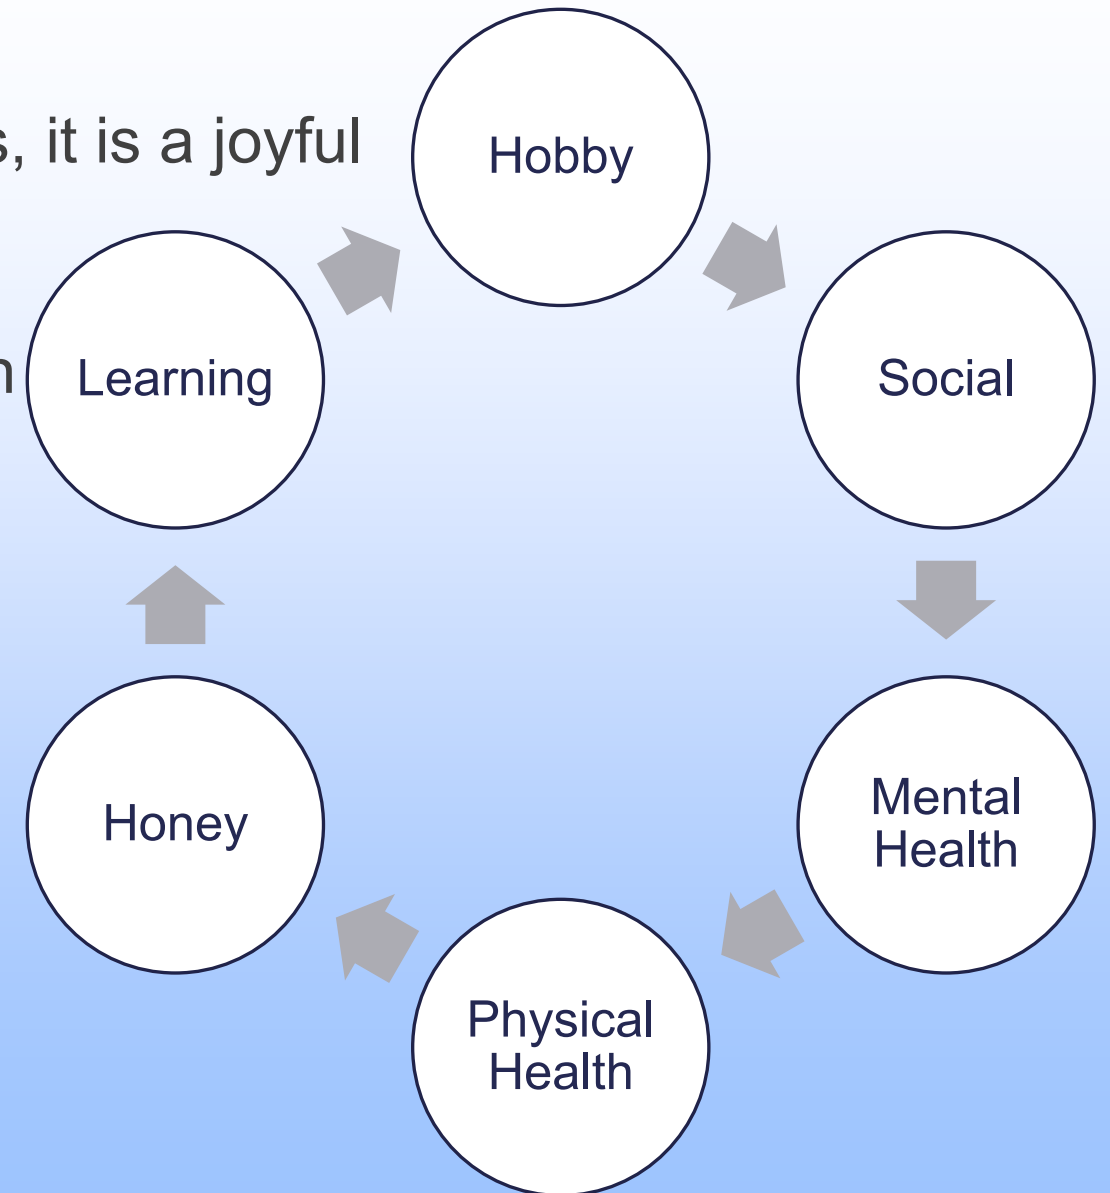 s, it is a joyful
Hobby
Learning
Social
Honey
Mental
Health
Physical
Health